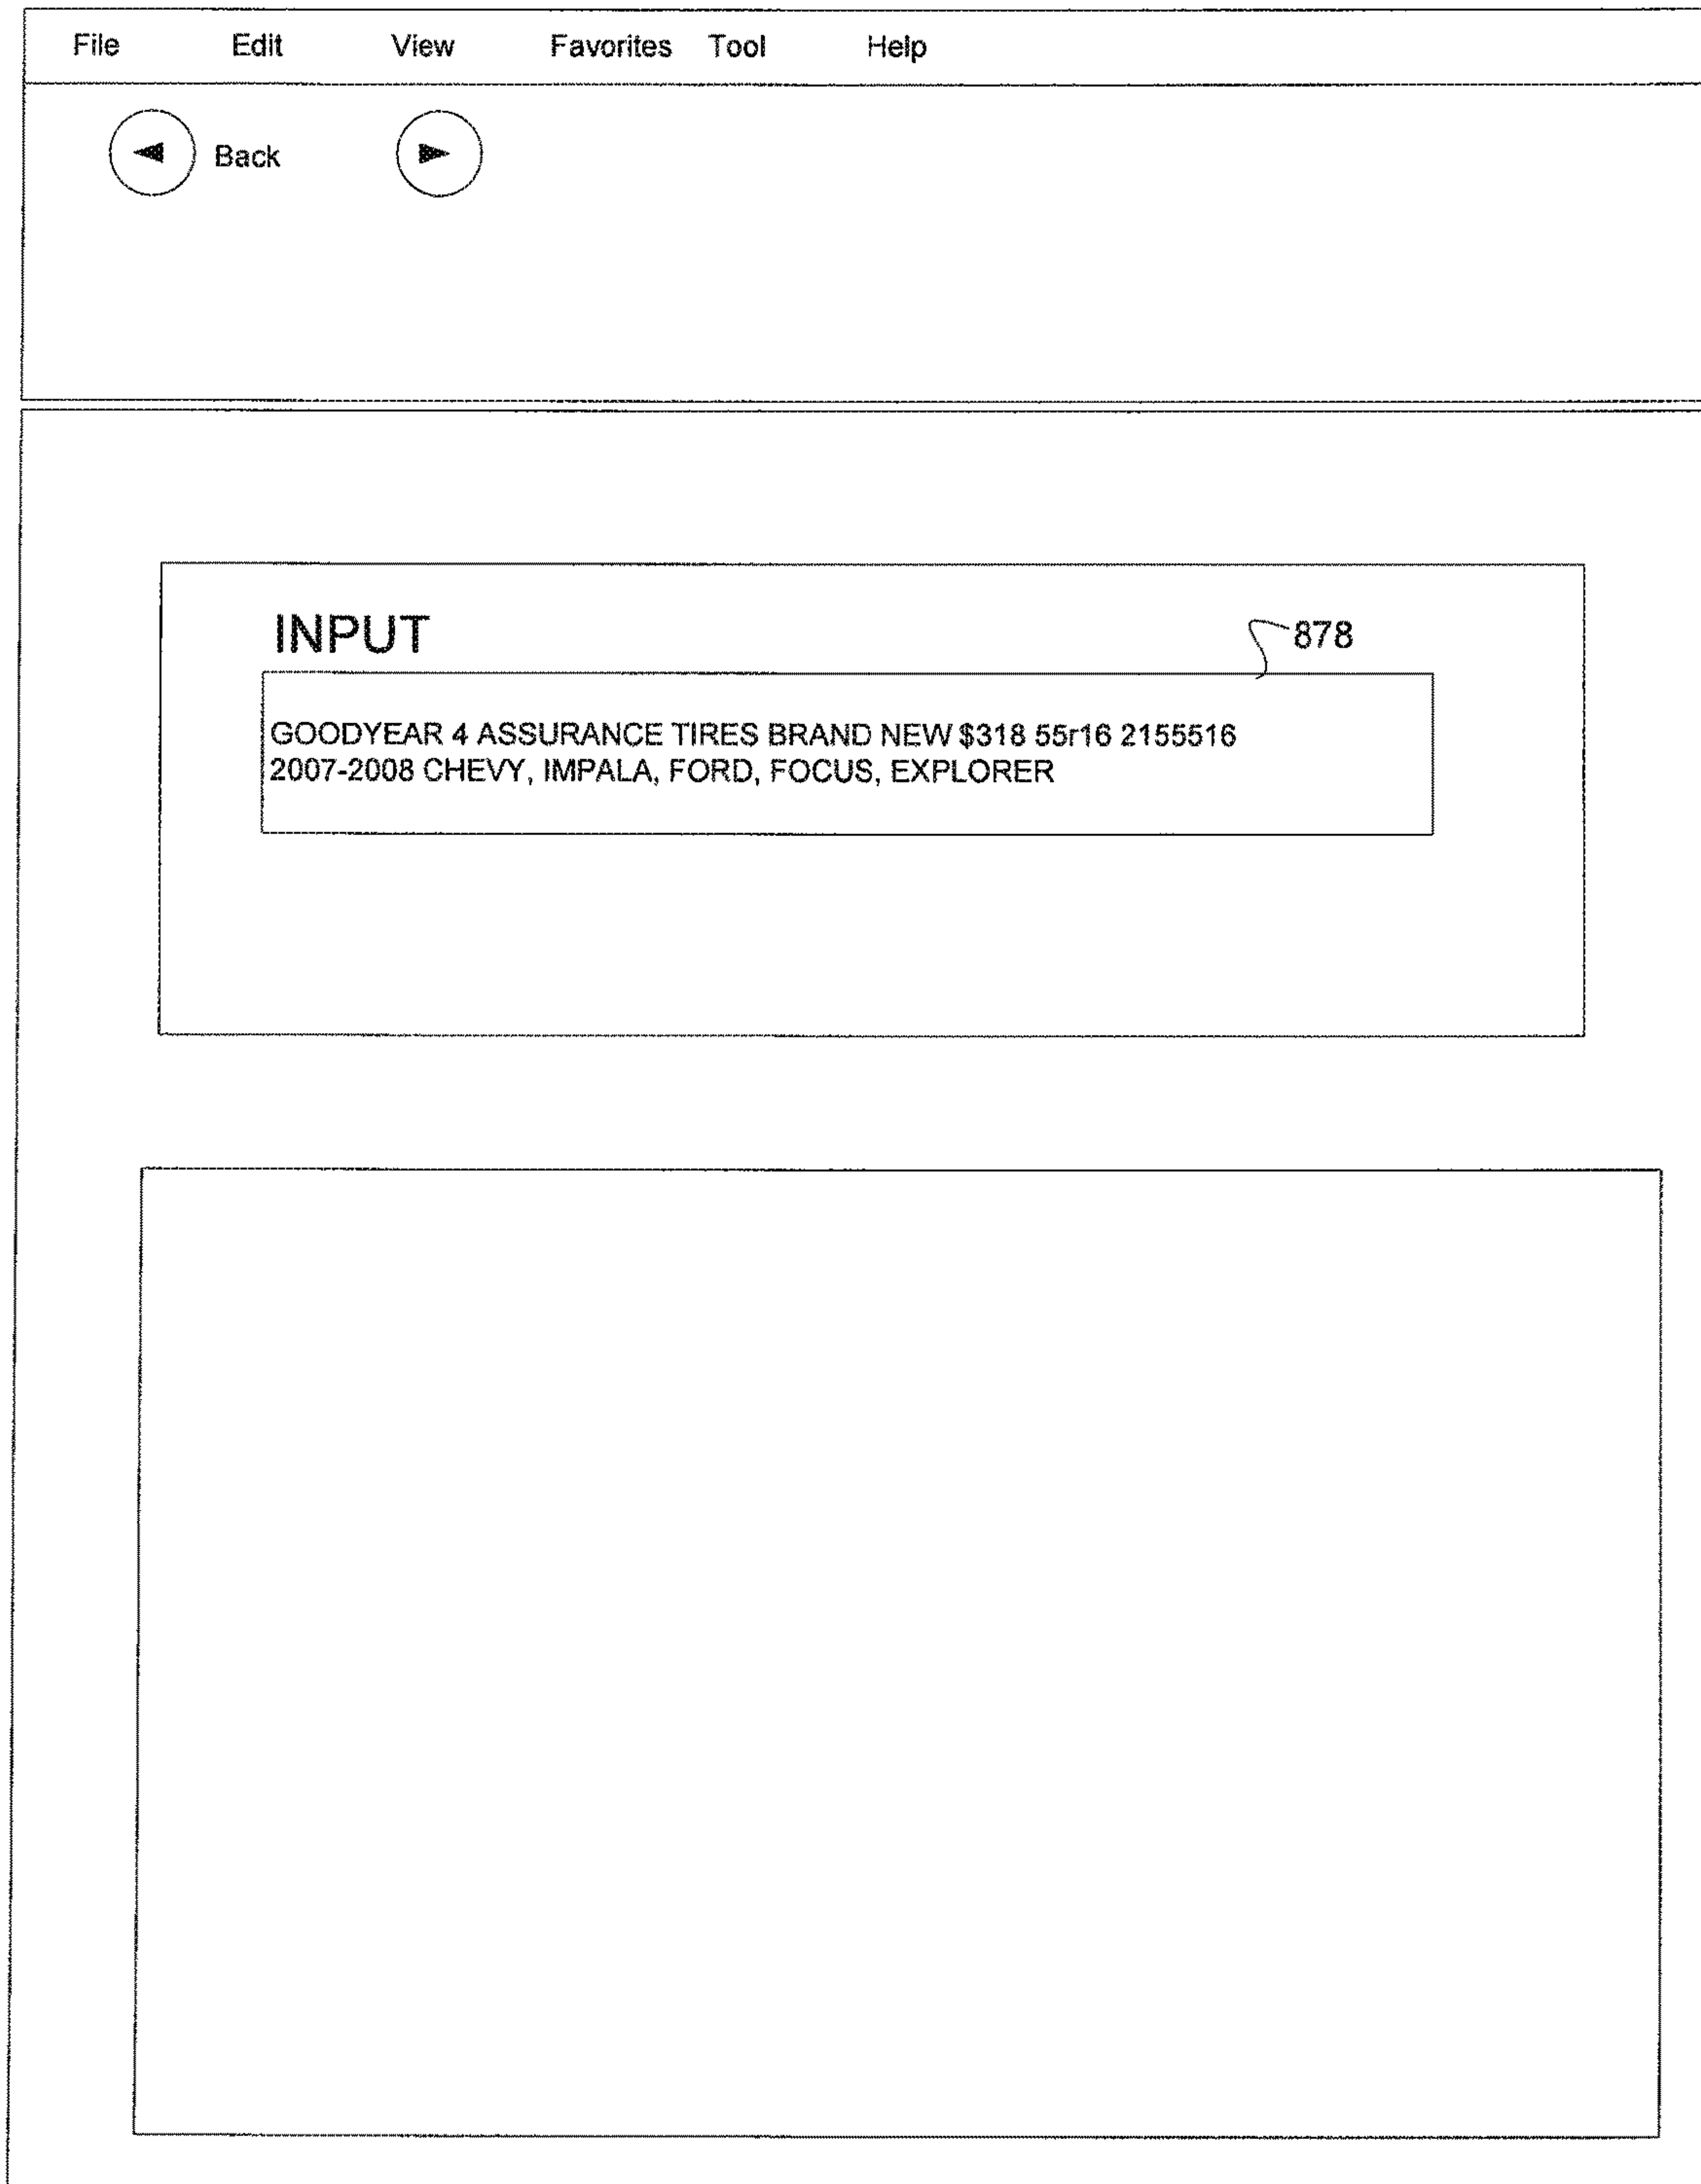 File Edit View Favorites Tool Help
Back
INPUT
878
GOODYEAR 4 ASSURANCE TIRES BRAND NEW $318 55r16 2155516
2007-2008 CHEVY, IMPALA, FORD, FOCUS, EXPLORER